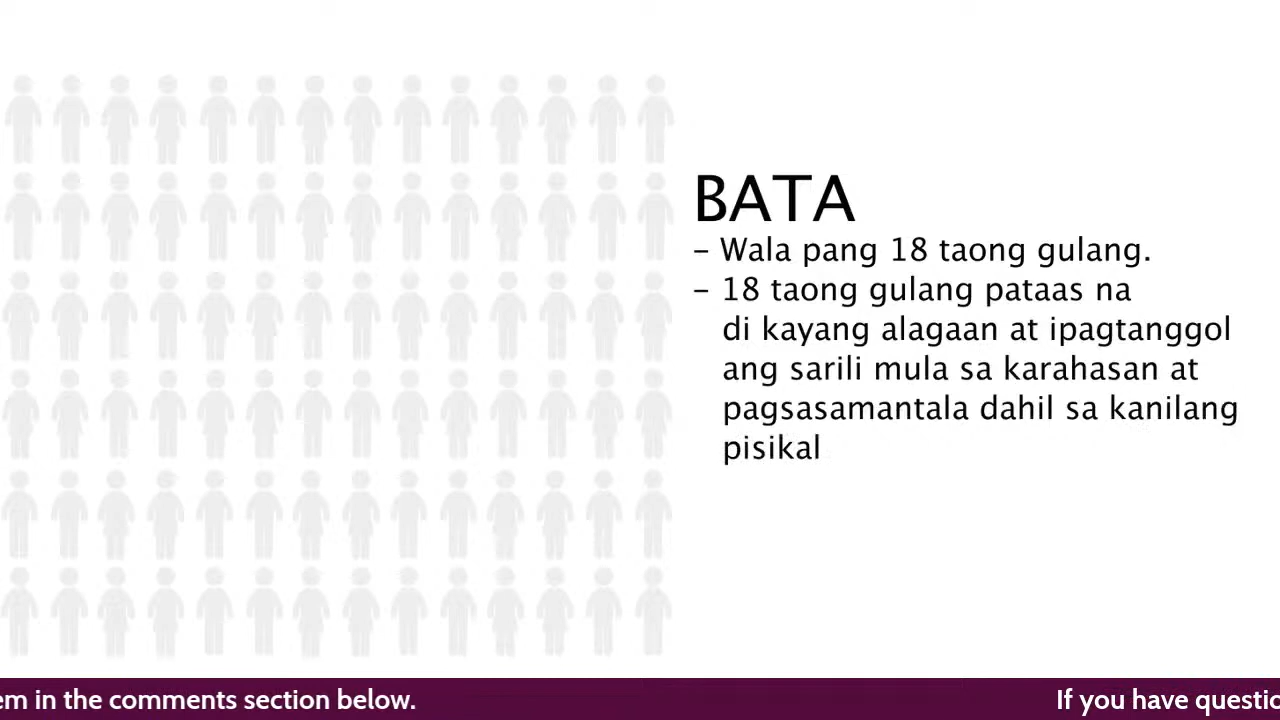 BATA
- Wala pang 18 taong gulang.
- 18 taong gulang pataas na
di kayang alagaan at ipagtanggol
ang sarili mula sa karahasan at
pagsasamantala dahil sa kanilang
pisikal
em in the comments section below.
If you have questio